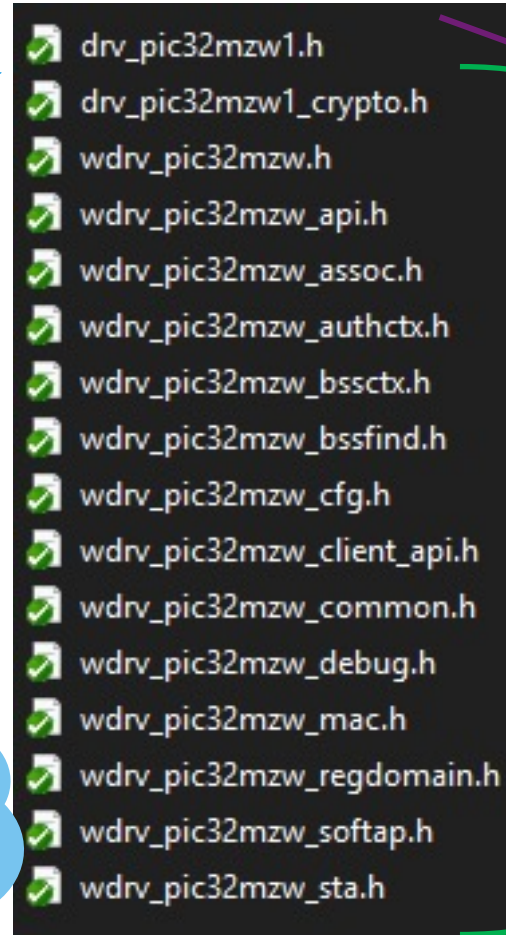 drv_pic32mzw1.h
drv_pic32mzw1_crypto.h
wdrv_pic32mzw.h
wdrv_pic32mzw_api.h
wdrv_pic32mzw_assoc.h
wdrv_pic32mzw_authctx.h
wdrv_pic32mzw_bssctx.h
wdrv_pic32mzw_bssfind.h
wdrv_pic32mzw_cfg.h
wdrv_pic32mzw_client_api.h
wdrv_pic32mzw_common.h
wdrv_pic32mzw_debug.h
wdrv_pic32mzw_mac.h
wdrv_pic32mzw_regdomain.h
wdrv_pic32mzw_softap.h
wdrv_pic32mzw_sta.h